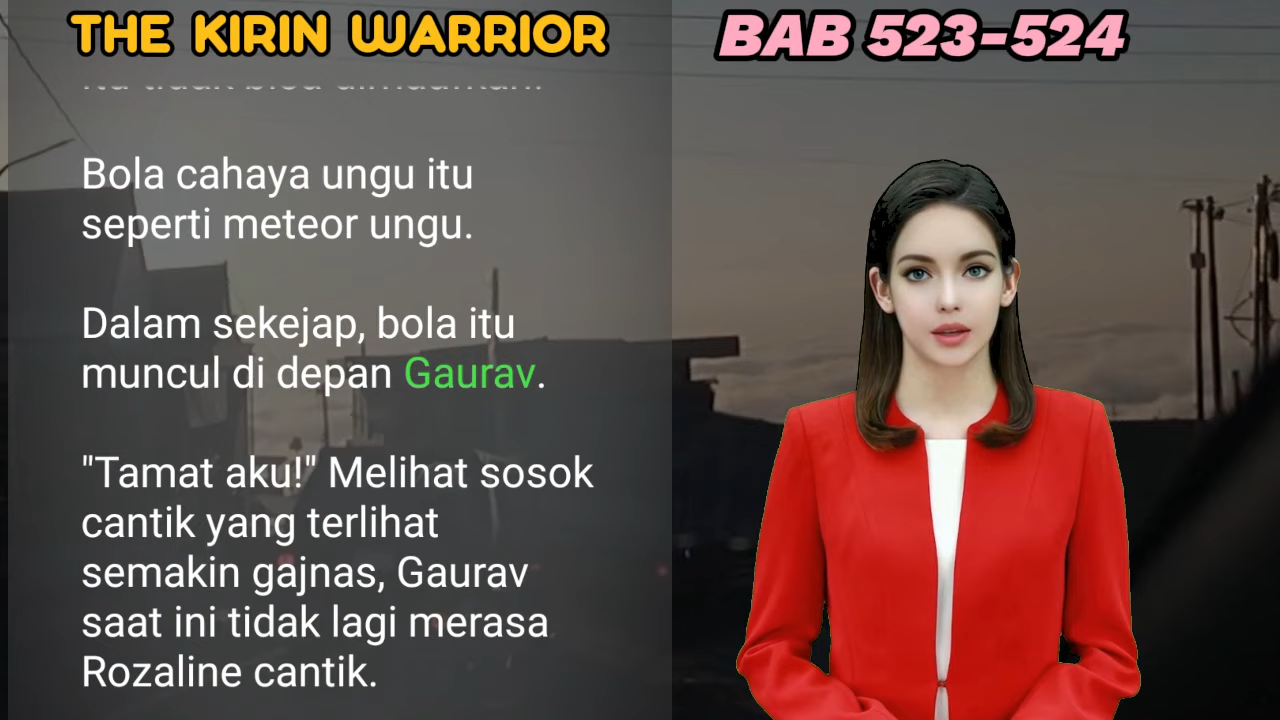 THE KIRIN WARRIOR
BAB 523-524
Bola cahaya ungu itu
seperti meteor ungu.
Dalam sekejap, bola itu
muncul di depan Gaurav.
"Tamat aku!" Melihat sosok
cantik yang terlihat
semakin gajnas, Gaurav
saat ini tidak lagi merasa
Rozaline cantik.